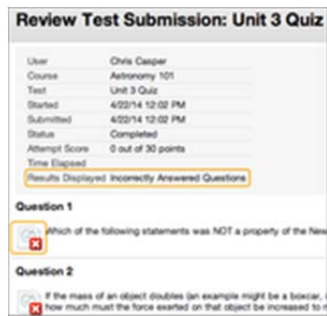 Review Test Submission: Unit 3 Quiz
User Chris Casper
Course Astronomy 101
Test Unit 3 Quiz
Started 4/22/14 12:02 PM
Submitted 4/22/14 12:02 PM
Status Completed
Attempt Score 0 out of 30 points
Time Elapsed
Results Displayed Incorrectly Answered Questions
Question 1
Which of the following statements was NOT a property of the New
Question 2
If the mass of an object doubles (an example might be a boxcar,
how much must the force exerted on that object be increased to